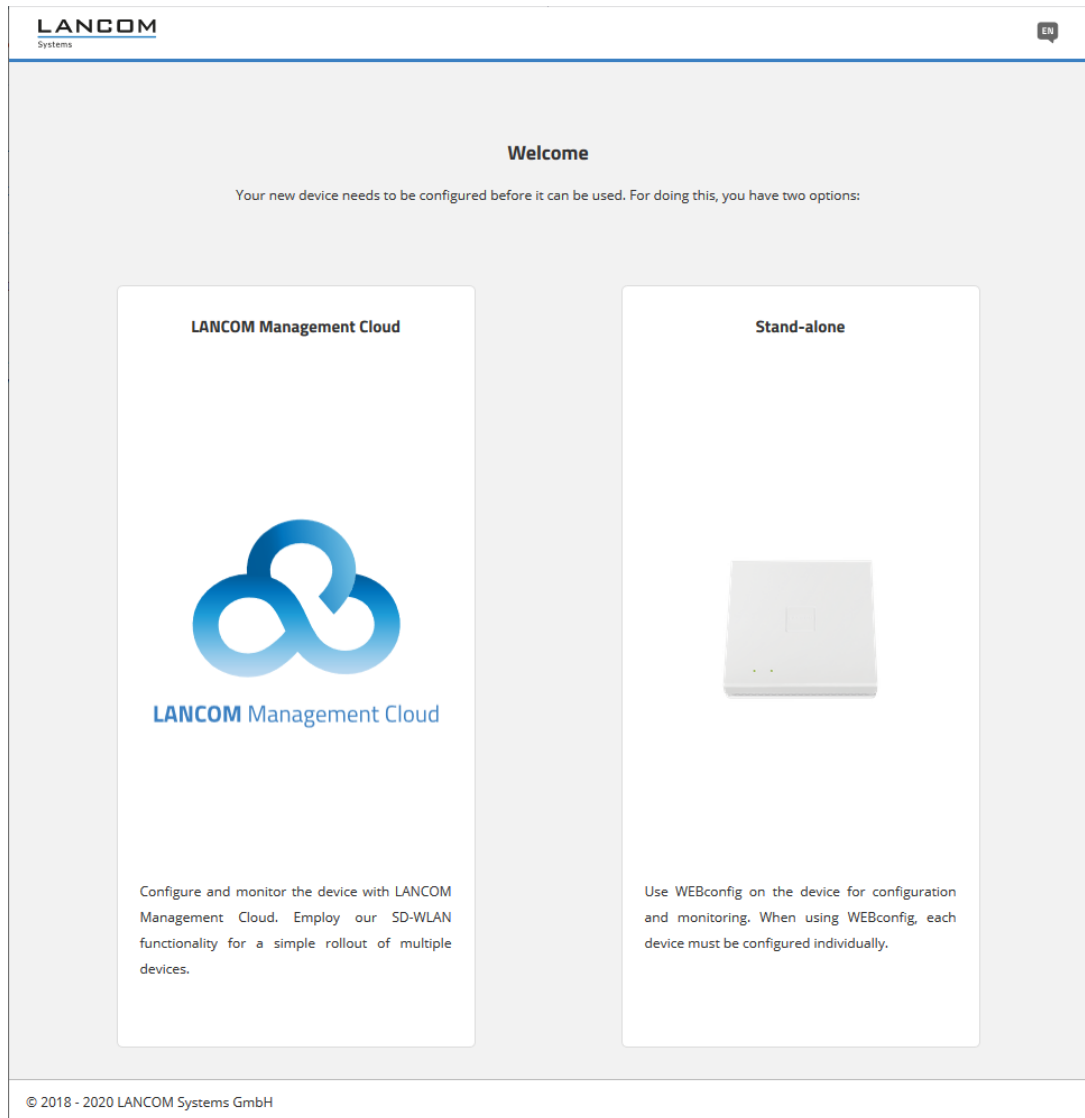 LANCOM
Systems
EN
Welcome
Your new device needs to be configured before it can be used. For doing this, you have two options:
LANCOM Management Cloud
LANCOM Management Cloud
Configure and monitor the device with LANCOM
Management Cloud. Employ our SD-WLAN
functionality for a simple rollout of multiple
devices.
Stand-alone
Use WEBconfig on the device for configuration
and monitoring. When using WEBconfig, each
device must be configured individually.
© 2018 - 2020 LANCOM Systems GmbH